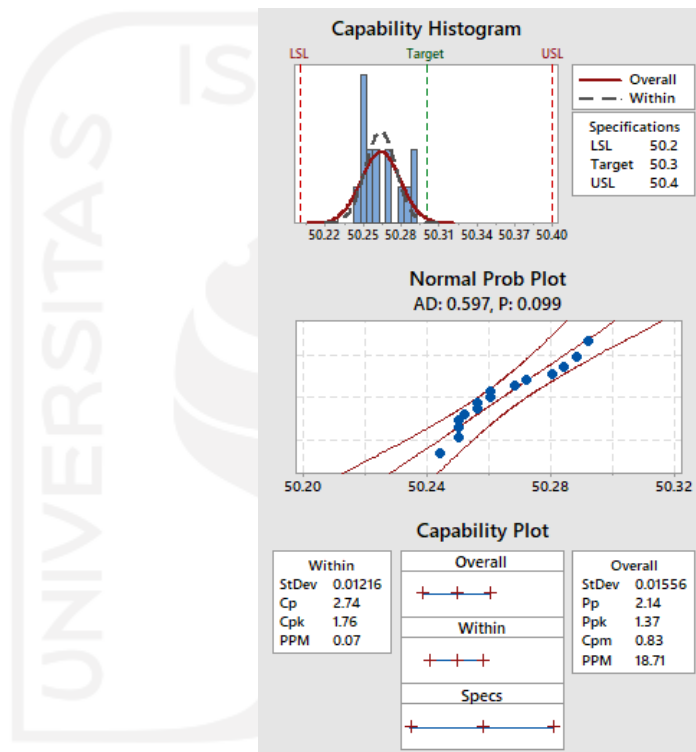 IS
UNIVERSITAS
Capability Histogram
LSL Target USL
Overall
Within
Specifications
LSL 50.2
Target 50.3
USL 50.4
50.22 50.25 50.28 50.31 50.34 50.37 50.40
Normal Prob Plot
AD: 0.597, P: 0.099
50.20 50.24 50.28 50.32
Capability Plot
Within
StDev 0.01216
Cp 2.74
Cpk 1.76
PPM 0.07
Overall
Within
Specs
Overall
StDev 0.01556
Pp 2.14
Ppk 1.37
Cpm 0.83
PPM 18.71